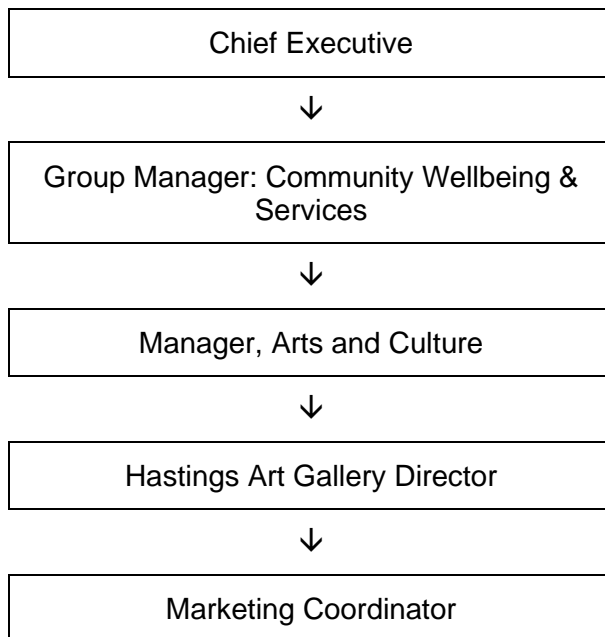 Chief Executive
↓
Group Manager: Community Wellbeing &
Services
↓
Manager, Arts and Culture
↓
Hastings Art Gallery Director
↓
Marketing Coordinator